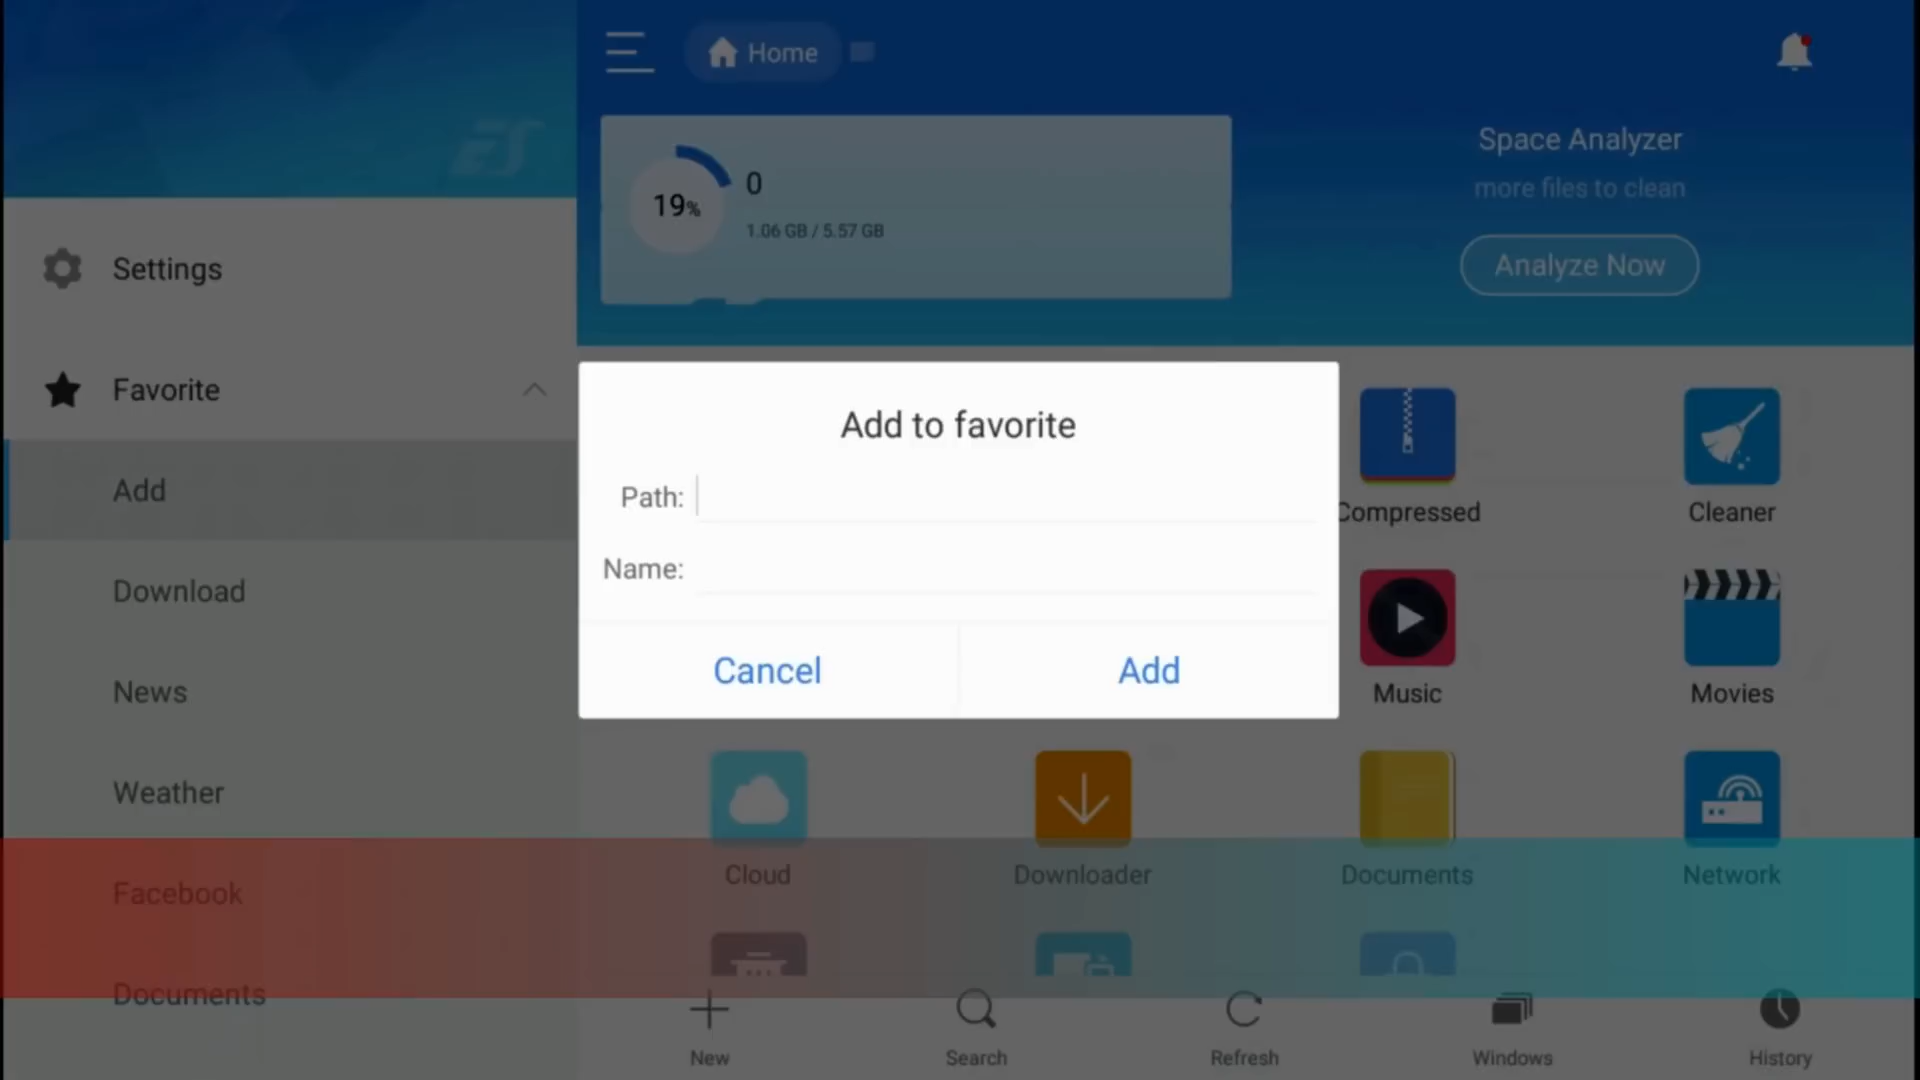 ES
Settings
Favorite
Add
Download
News
Weather
Facebook
Documents
Home
19%
0
1.06 GB / 5.57 GB
Space Analyzer
more files to clean
Analyze Now
Add to favorite
Path:
Name:
Cancel
Add
Compressed
Cleaner
Music
Movies
Cloud
Downloader
Documents
Network
New
Search
Refresh
Windows
History